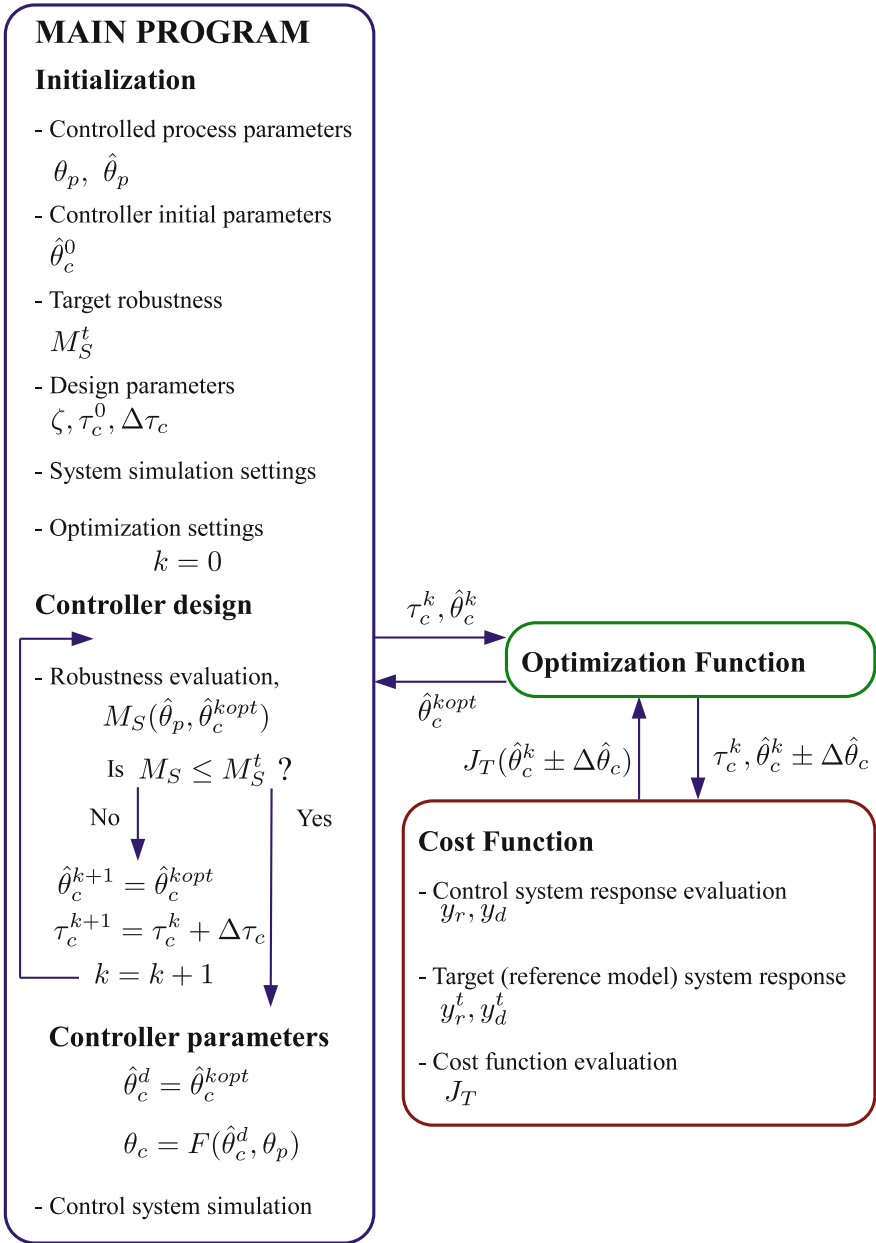 MAIN PROGRAM
Initialization
- Controlled process parameters
θ_p, θ̂_p
- Controller initial parameters
θ̂_c^0
- Target robustness
M_S^t
- Design parameters
ζ, τ_c^0, Δτ_c
- System simulation settings
- Optimization settings
k = 0
Controller design
- Robustness evaluation,
M_S(θ̂_p, θ̂_c^{kopt})
Is M_S ≤ M_S^t ?
No
Yes
θ̂_c^{k+1} = θ̂_c^{kopt}
τ_c^{k+1} = τ_c^k + Δτ_c
k = k + 1
Controller parameters
θ̂_c^d = θ̂_c^{kopt}
θ_c = F(θ̂_c^d, θ_p)
- Control system simulation
τ_c^k, θ̂_c^k
θ̂_c^{kopt}
Optimization Function
J_T(θ̂_c^k ± Δθ̂_c)
τ_c^k, θ̂_c^k ± Δθ̂_c
Cost Function
- Control system response evaluation
y_r, y_d
- Target (reference model) system response
y_r^t, y_d^t
- Cost function evaluation
J_T